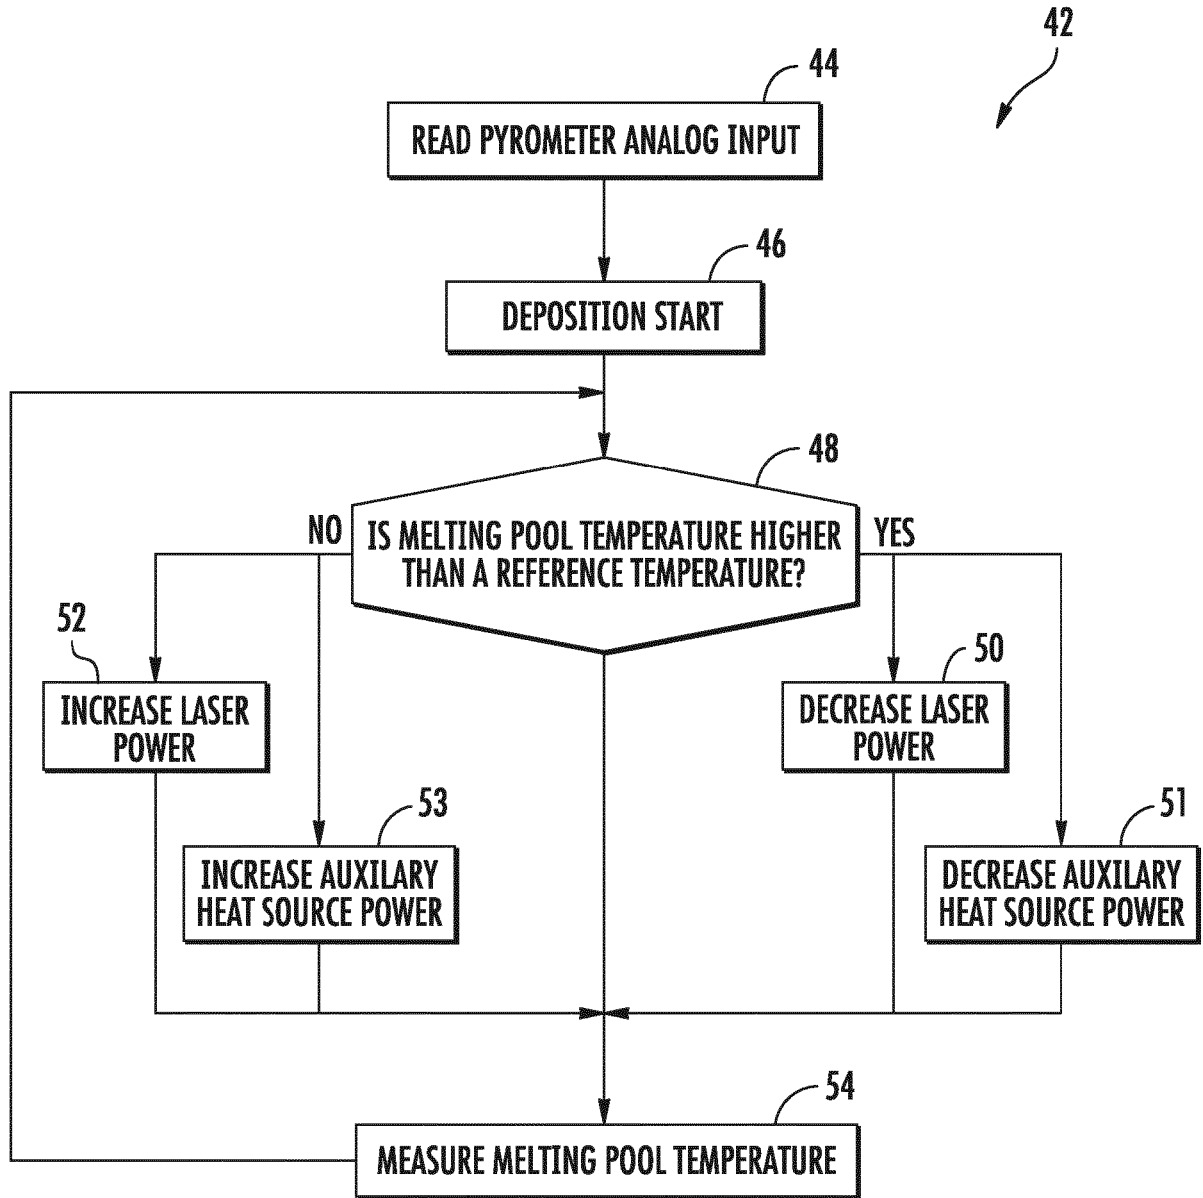 42
44
READ PYROMETER ANALOG INPUT
46
DEPOSITION START
48
NO
IS MELTING POOL TEMPERATURE HIGHER
THAN A REFERENCE TEMPERATURE?
YES
52
INCREASE LASER
POWER
50
DECREASE LASER
POWER
53
INCREASE AUXILARY
HEAT SOURCE POWER
51
DECREASE AUXILARY
HEAT SOURCE POWER
54
MEASURE MELTING POOL TEMPERATURE